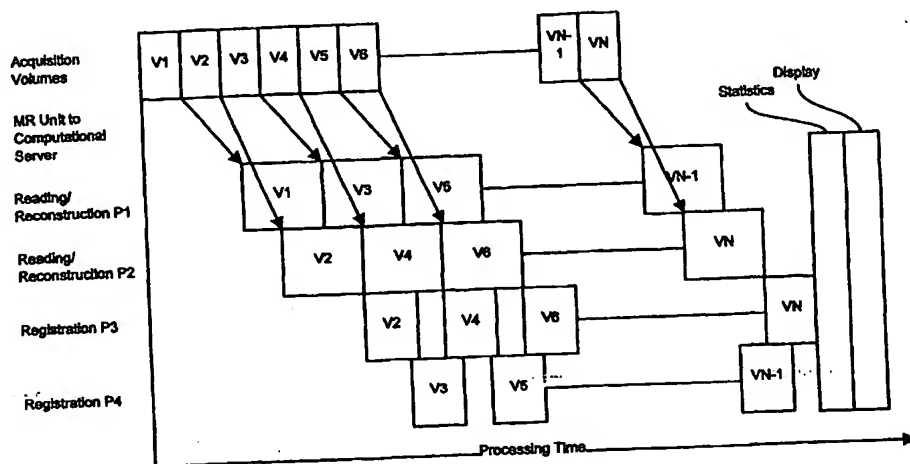 Acquisition
Volumes
V1 V2 V3 V4 V5 V6
VN-
1 VN
Display
Statistics
MR Unit to
Computational
Server
Reading/
Reconstruction P1
V1 V3 V5 VN-1
Reading/
Reconstruction P2
V2 V4 V6 VN
Registration P3
V2 V4 V6 VN
Registration P4
V3 V5 VN-1
Processing Time